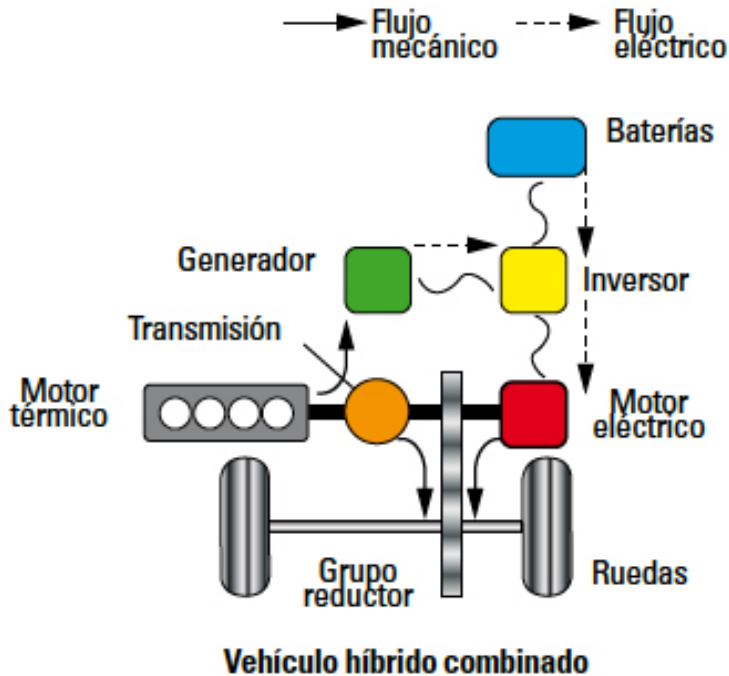 Flujo
mecánico
Flujo
eléctrico
Baterías
Generador
Inversor
Transmisión
Motor
térmico
Motor
eléctrico
Grupo
reductor
Ruedas
Vehículo híbrido combinado